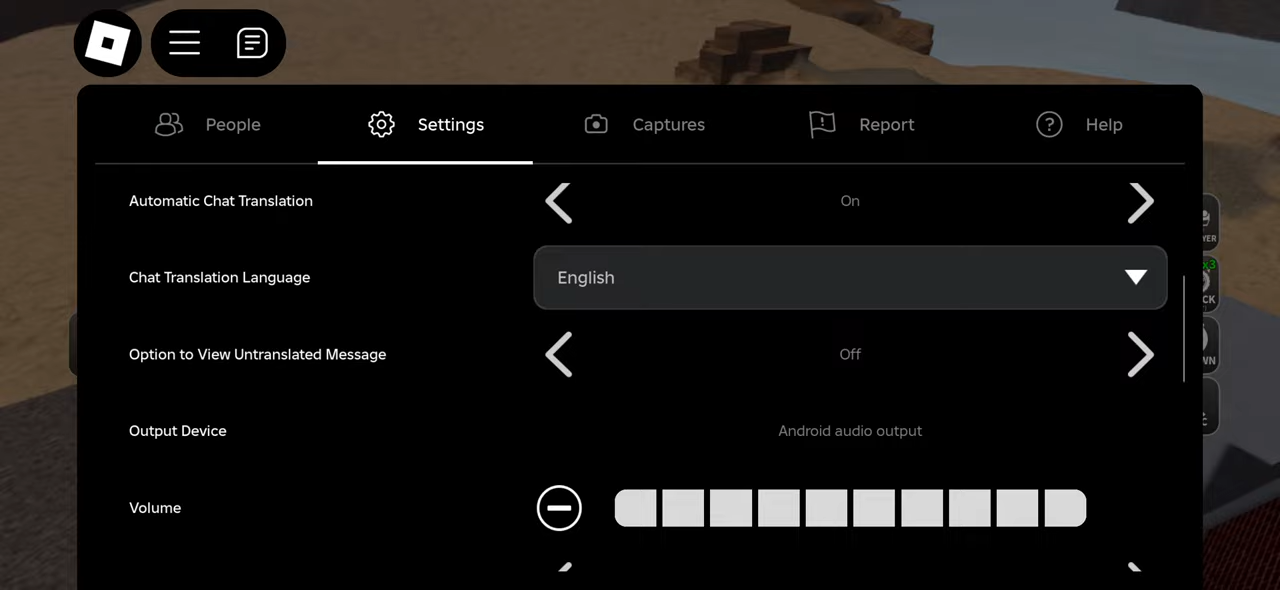 People Settings Captures Report Help
Automatic Chat Translation On
Chat Translation Language English
Option to View Untranslated Message Off
Output Device Android audio output
Volume
x3